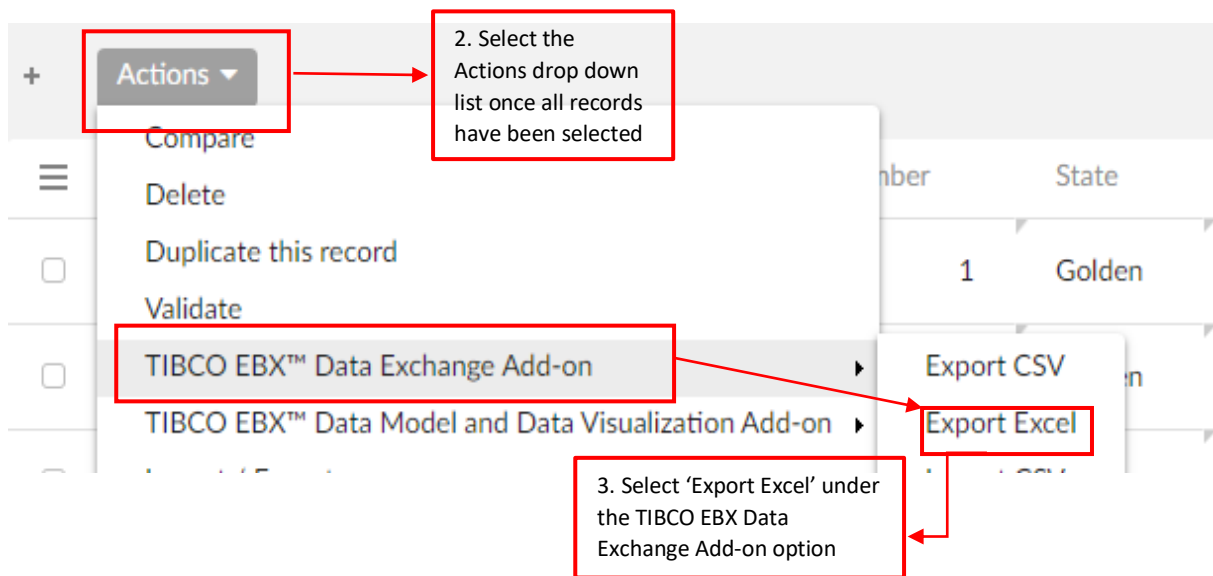 2. Select the
Actions drop down
list once all records
have been selected
+ Actions
Compare
Delete
Duplicate this record
Validate
TIBCO EBX™ Data Exchange Add-on
TIBCO EBX™ Data Model and Data Visualization Add-on
nber State
1 Golden
Export CSV
en
Export Excel
3. Select ‘Export Excel’ under
the TIBCO EBX Data
Exchange Add-on option